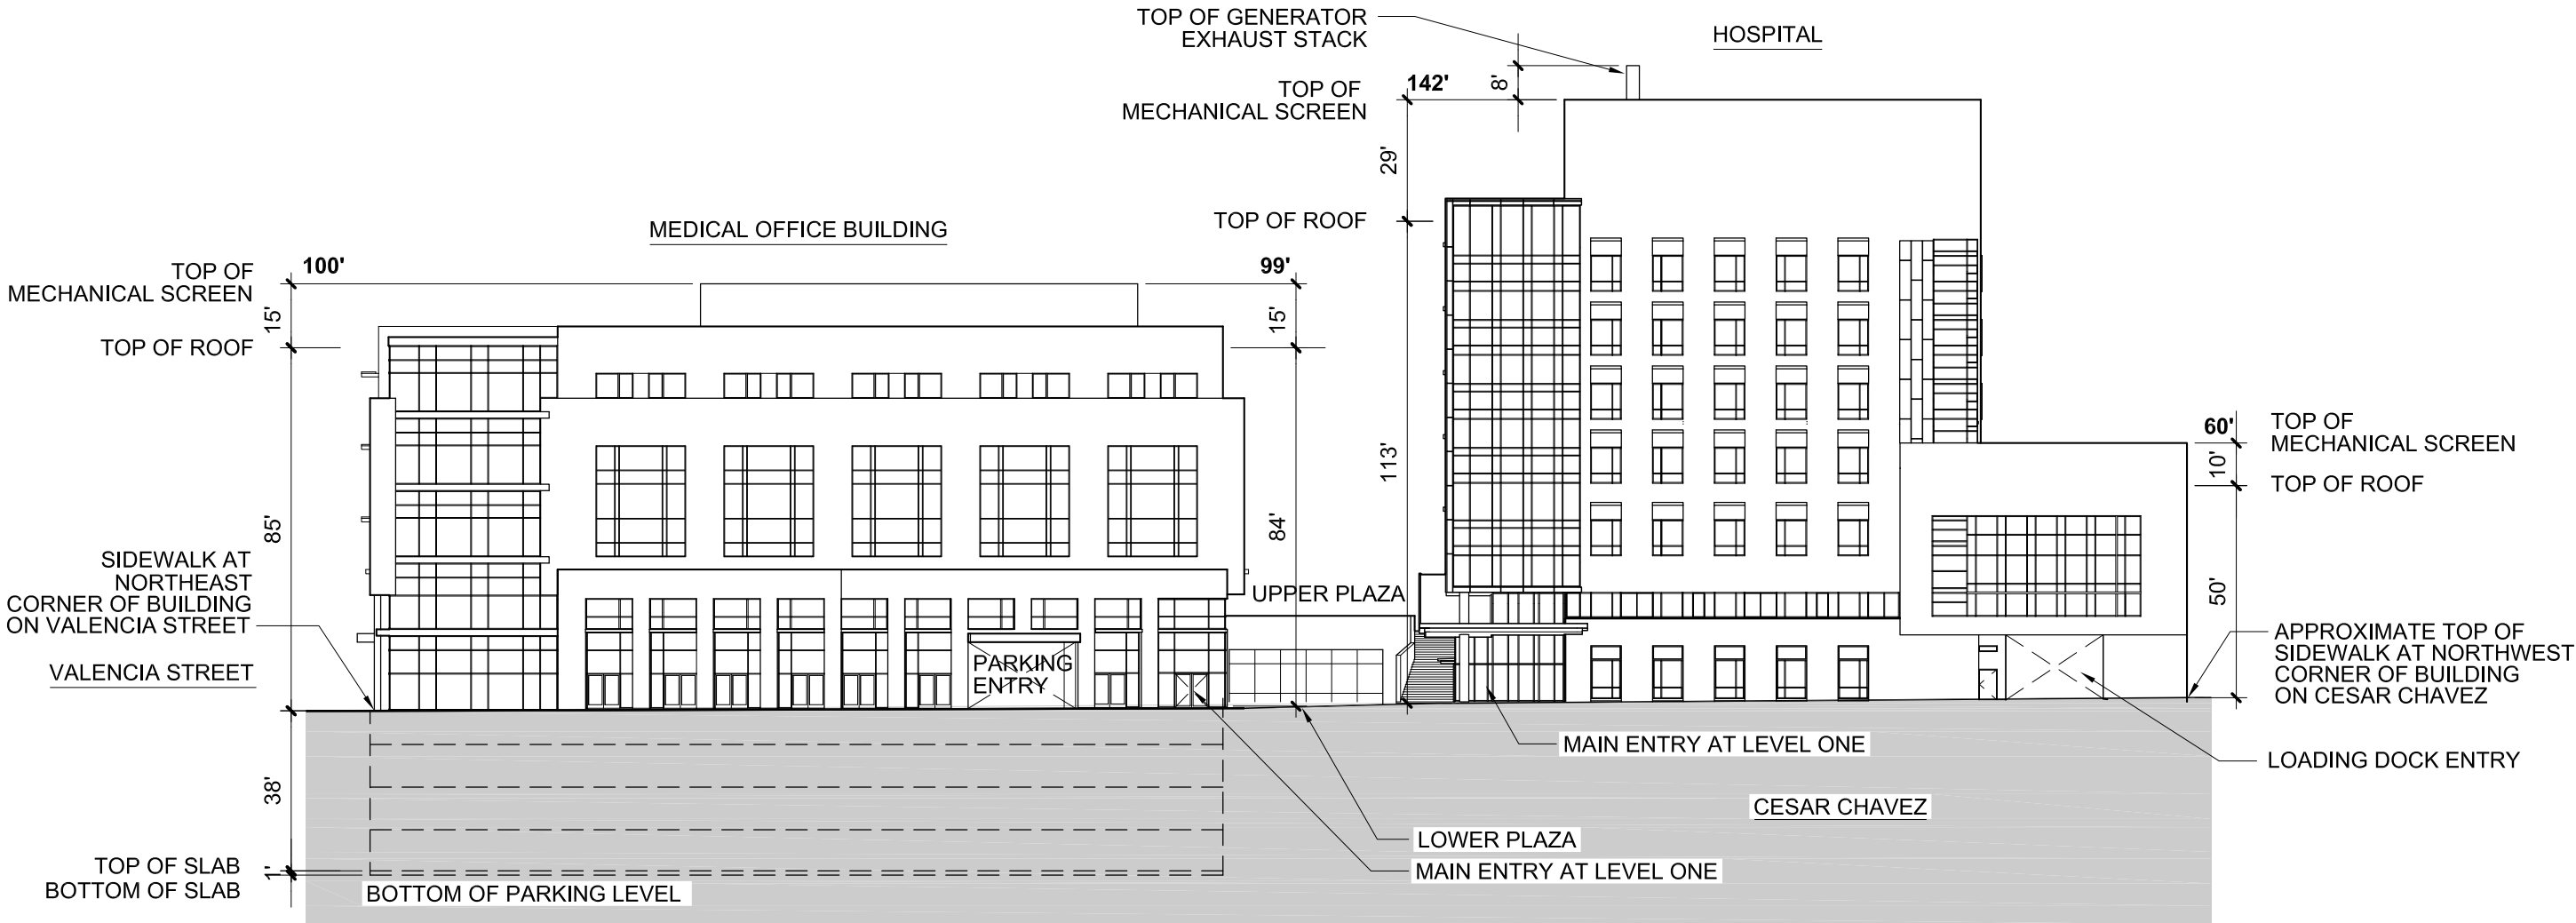 TOP OF GENERATOR
EXHAUST STACK
HOSPITAL
8'
142'
TOP OF
MECHANICAL SCREEN
29'
TOP OF ROOF
113'
MEDICAL OFFICE BUILDING
TOP OF
MECHANICAL SCREEN
100'
99'
15'
15'
TOP OF ROOF
85'
84'
SIDEWALK AT
NORTHEAST
CORNER OF BUILDING
ON VALENCIA STREET
VALENCIA STREET
UPPER PLAZA
PARKING
ENTRY
60'
TOP OF
MECHANICAL SCREEN
10'
TOP OF ROOF
50'
APPROXIMATE TOP OF
SIDEWALK AT NORTHWEST
CORNER OF BUILDING
ON CESAR CHAVEZ
MAIN ENTRY AT LEVEL ONE
LOADING DOCK ENTRY
38'
CESAR CHAVEZ
LOWER PLAZA
MAIN ENTRY AT LEVEL ONE
TOP OF SLAB
1'
BOTTOM OF SLAB
BOTTOM OF PARKING LEVEL